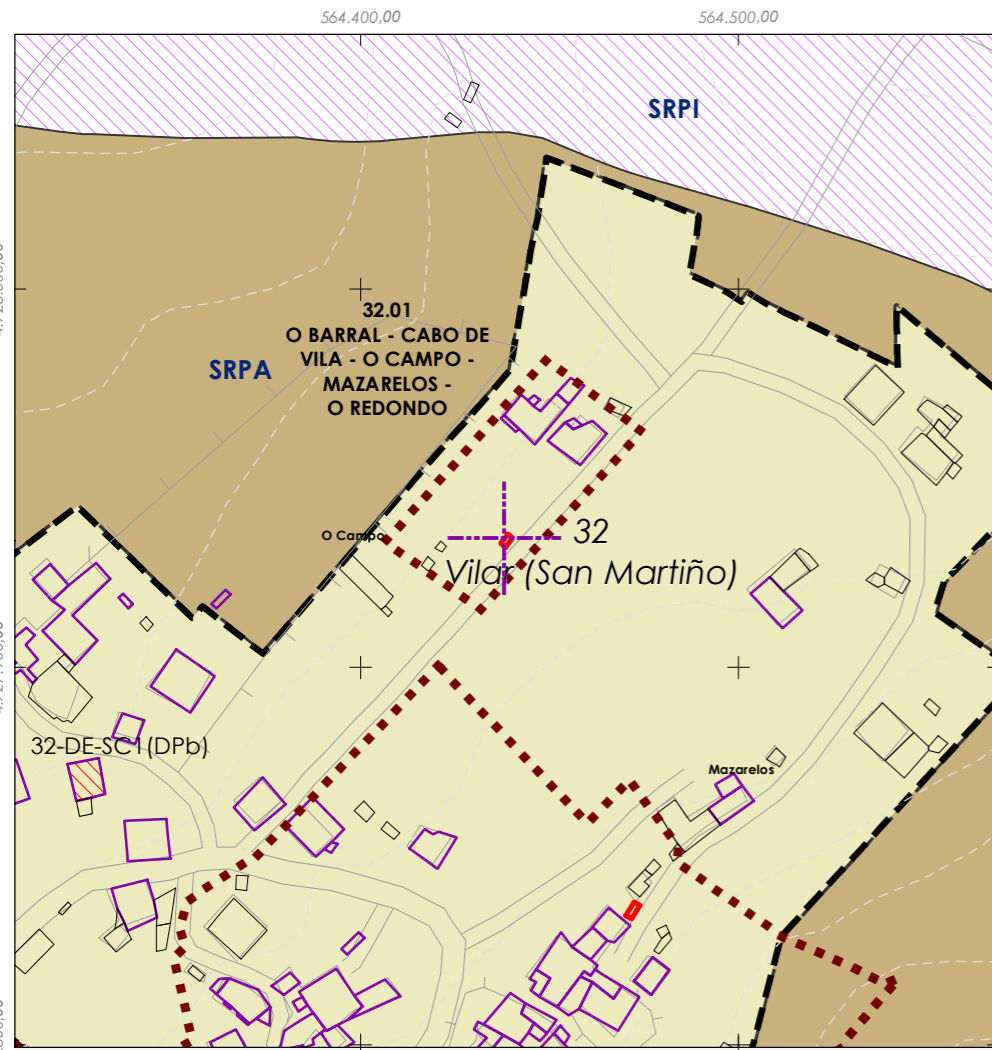 564.400,00
564.500,00
SRPI
32.01
O BARRAL - CABO DE
VILA - O CAMPO -
MAZARELOS -
O REDONDO
SRPA
O Campo
32
Vilar (San Martiño)
32-DE-SC1(DPb)
Mazarelos